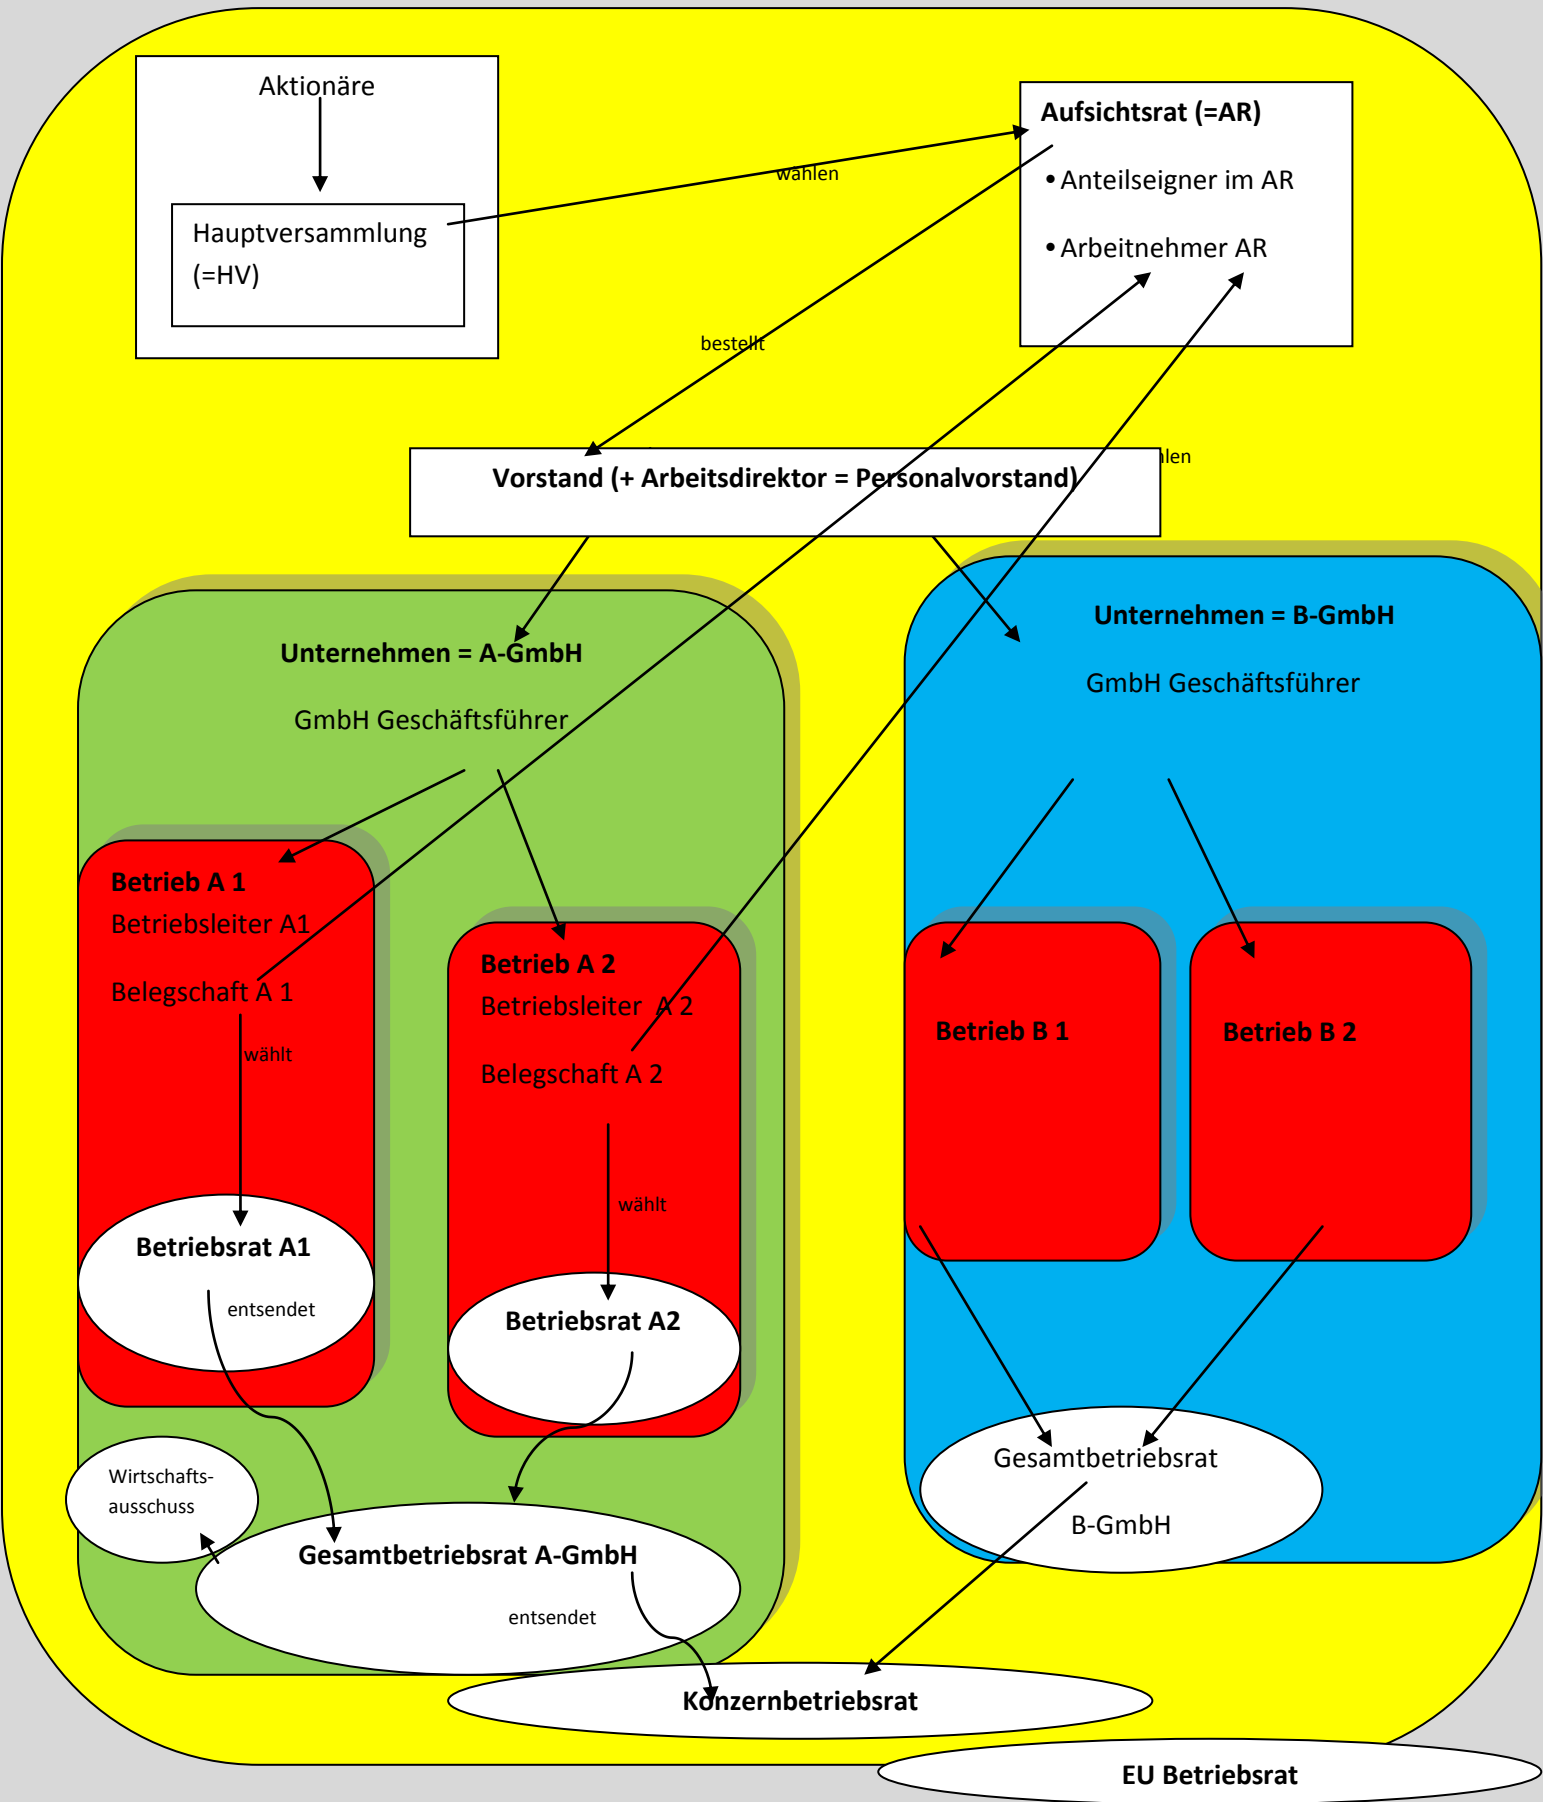 Aktionäre
Hauptversammlung
(=HV)
wählen
Aufsichtsrat (=AR)
•Anteilseigner im AR
•Arbeitnehmer AR
bestellt
Vorstand (+ Arbeitsdirektor = Personalvorstand)
Unternehmen = A-GmbH
GmbH Geschäftsführer
Unternehmen = B-GmbH
GmbH Geschäftsführer
Betrieb A 1
Betriebsleiter A1
Belegschaft A 1
wählt
Betriebsrat A1
entsendet
Betrieb A 2
Betriebsleiter A 2
Belegschaft A 2
wählt
Betriebsrat A2
Betrieb B 1
Betrieb B 2
Wirtschafts-
ausschuss
Gesamtbetriebsrat A-GmbH
entsendet
Gesamtbetriebsrat
B-GmbH
Konzernbetriebsrat
EU Betriebsrat